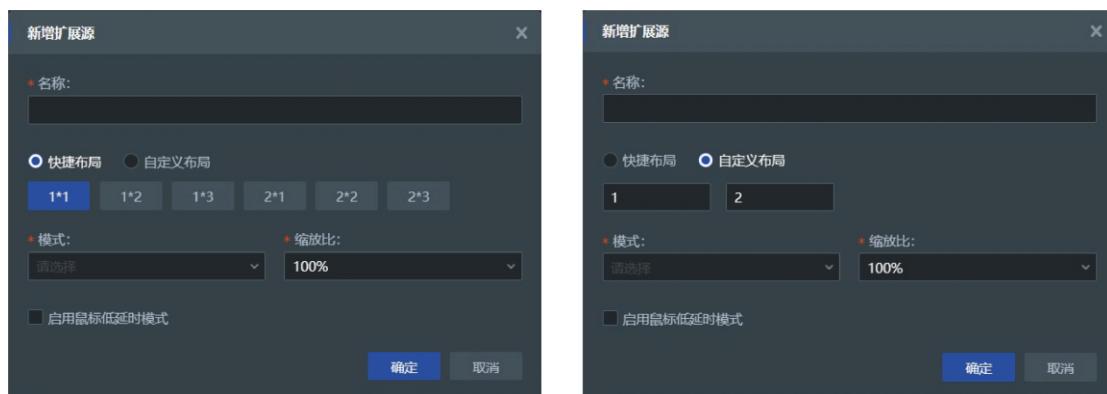 新增扩展源
* 名称:
快捷布局 自定义布局
1*1 1*2 1*3 2*1 2*2 2*3
* 模式: * 缩放比:
请选择 100%
启用鼠标低延时模式
确定 取消
新增扩展源
* 名称:
快捷布局 自定义布局
1 2
* 模式: * 缩放比:
请选择 100%
启用鼠标低延时模式
确定 取消